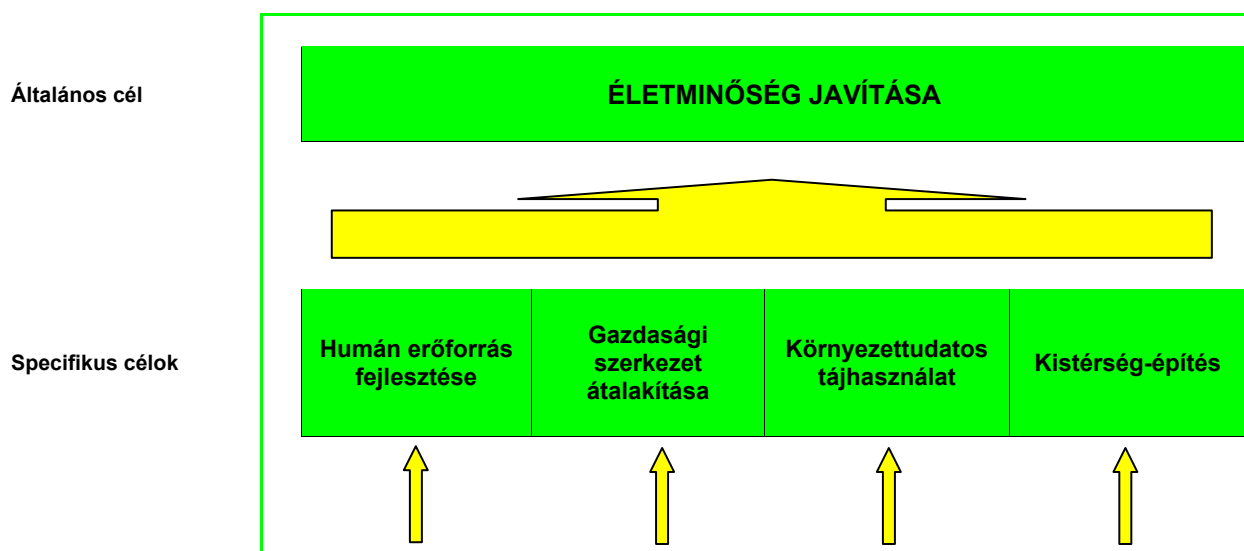 Általános cél
ÉLETMINŐSÉG JAVÍTÁSA
Specifikus célok
Humán erőforrás
fejlesztése
Gazdasági
szerkezet
átalakítása
Környezettudatos
tájhasználat
Kistérség-építés